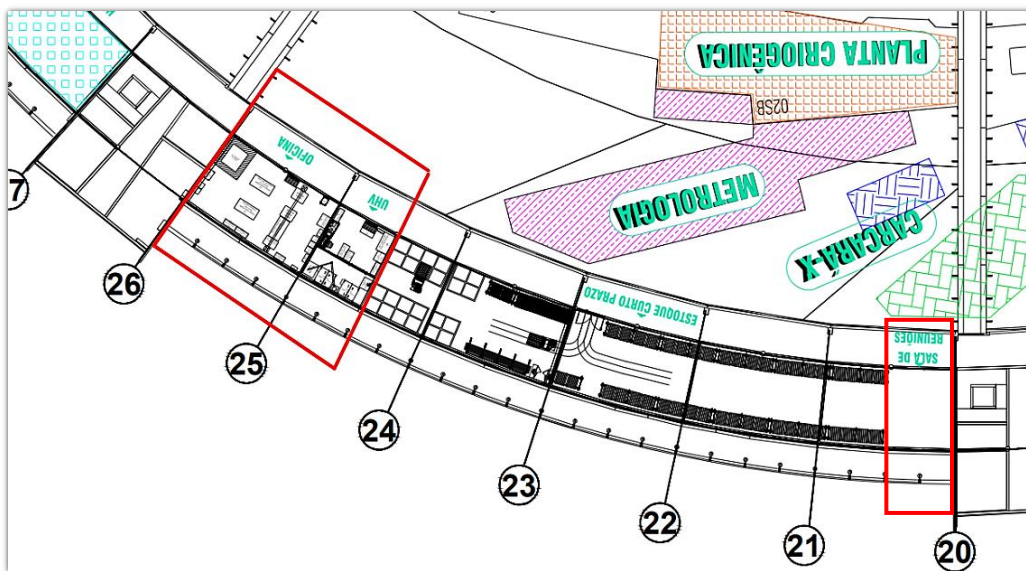 PLANTA CRIOGÊNICA
02SB
METROLOGIA
CARCARÁ-X
OFICINA
UHV
ESTOQUE CURTO PRAZO
SALA DE
REUNIÕES
7
26
25
24
23
22
21
20